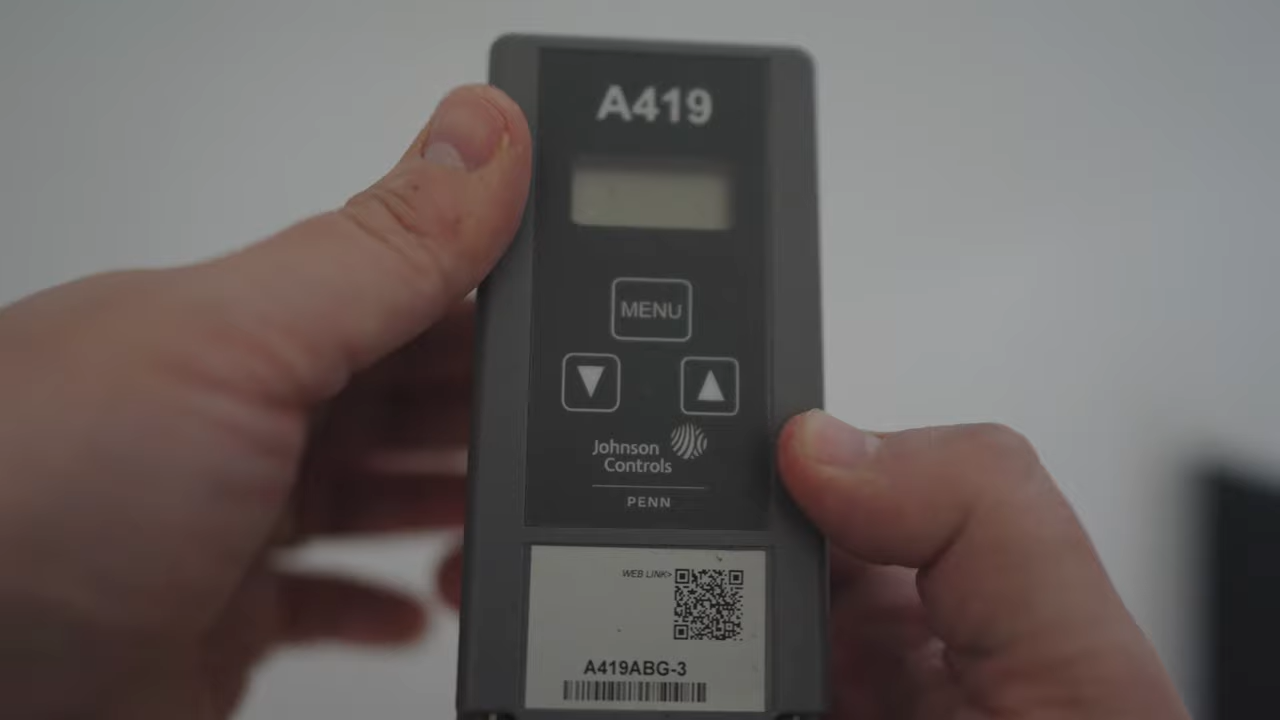 A419
MENU
Johnson
Controls
PENN
WEB LINK>
A419ABG-3